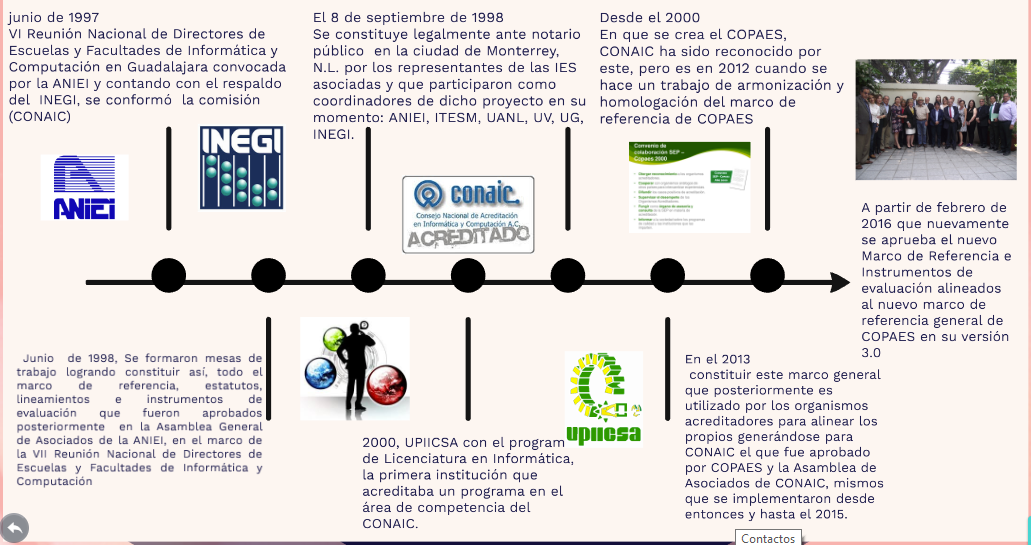 junio de 1997
VI Reunión Nacional de Directores de
Escuelas y Facultades de Informática y
Computación en Guadalajara convocada
por la ANIEI y contando con el respaldo
del INEGI, se conformó la comisión
(CONAIC)
El 8 de septiembre de 1998
Se constituye legalmente ante notario
público en la ciudad de Monterrey,
N.L. por los representantes de las IES
asociadas y que participaron como
coordinadores de dicho proyecto en su
momento: ANIEI, ITESM, UANL, UV, UG,
INEGI.
Desde el 2000
En que se crea el COPAES,
CONAIC ha sido reconocido por
este, pero es en 2012 cuando se
hace un trabajo de armonización y
homologación del marco de
referencia de COPAES
ANIEI
INEGI
conaic
Consejo Nacional de Acreditación
en Informática y Computación A.C.
ACREDITADO
Convenio de
colaboración SEP –
Copaes 2000
A partir de febrero de
2016 que nuevamente
se aprueba el nuevo
Marco de Referencia e
Instrumentos de
evaluación alineados
al nuevo marco de
referencia general de
COPAES en su versión
3.0
Junio de 1998, Se formaron mesas de
trabajo logrando constituir así, todo el
marco de referencia, estatutos,
lineamientos e instrumentos de
evaluación que fueron aprobados
posteriormente en la Asamblea General
de Asociados de la ANIEI, en el marco de
la VII Reunión Nacional de Directores de
Escuelas y Facultades de Informática y
Computación
2000, UPIICSA con el program
de Licenciatura en Informática,
la primera institución que
acreditaba un programa en el
área de competencia del
CONAIC.
upiicsa
En el 2013
constituir este marco general
que posteriormente es
utilizado por los organismos
acreditadores para alinear los
propios generándose para
CONAIC el que fue aprobado
por COPAES y la Asamblea de
Asociados de CONAIC, mismos
que se implementaron desde
entonces y hasta el 2015.
Contactos